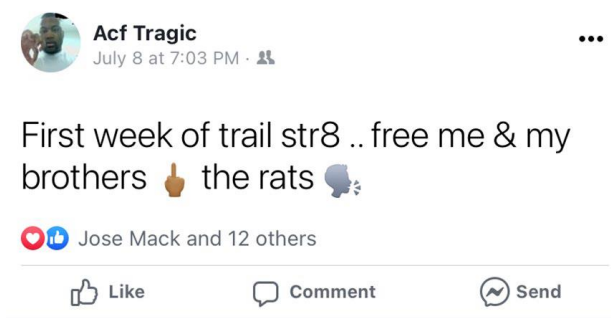 Acf Tragic
July 8 at 7:03 PM ·
First week of trail str8 .. free me & my
brothers 🖕🏾 the rats 🗣
Jose Mack and 12 others
Like Comment Send